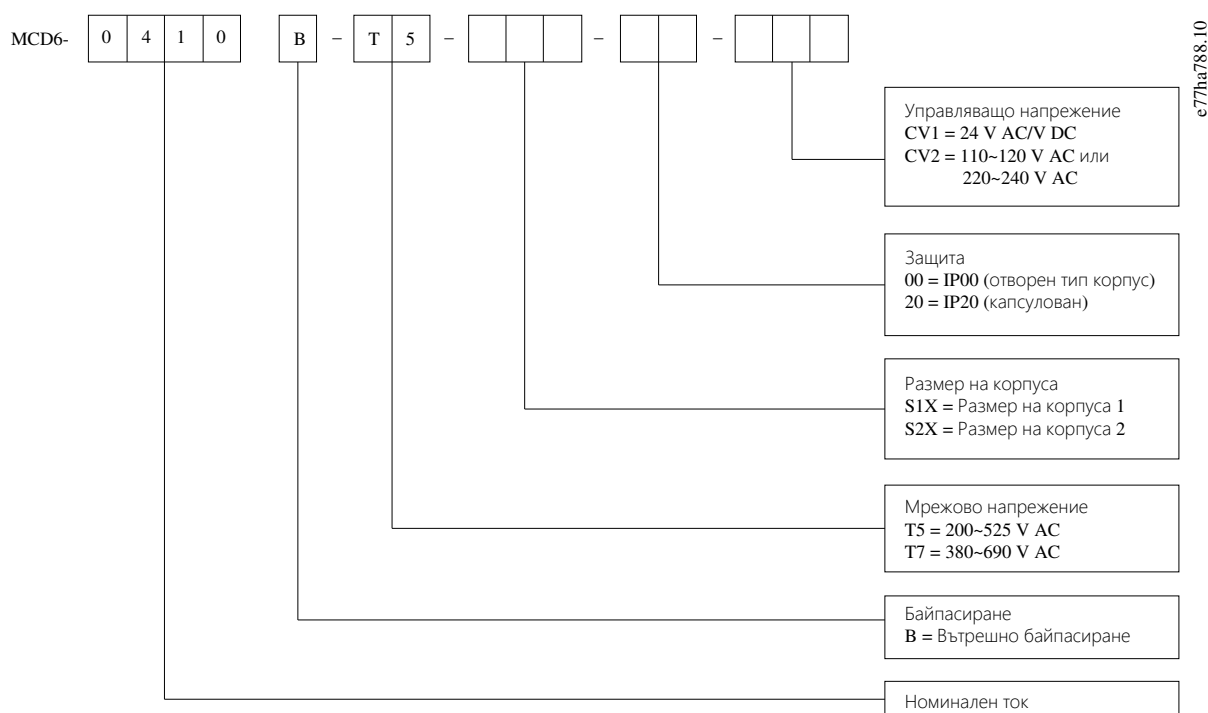 MCD6- 0 4 1 0 B – T 5 – – –
e77ha788.10
Управляващо напрежение
CV1 = 24 V AC/V DC
CV2 = 110~120 V AC или
220~240 V AC
Защита
00 = IP00 (отворен тип корпус)
20 = IP20 (капсулован)
Размер на корпуса
S1X = Размер на корпуса 1
S2X = Размер на корпуса 2
Мрежово напрежение
T5 = 200~525 V AC
T7 = 380~690 V AC
Байпасиране
B = Вътрешно байпасиране
Номинален ток